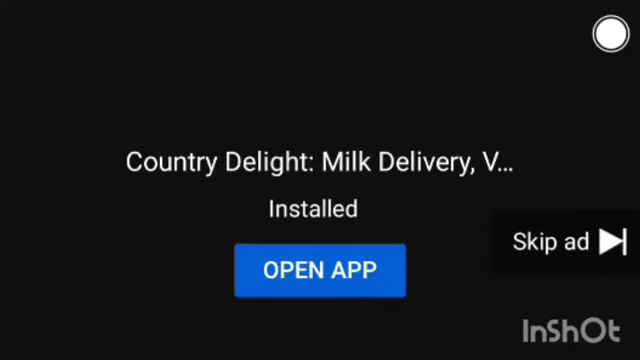 Country Delight: Milk Delivery, V...
Installed
Skip ad
OPEN APP
InShOt